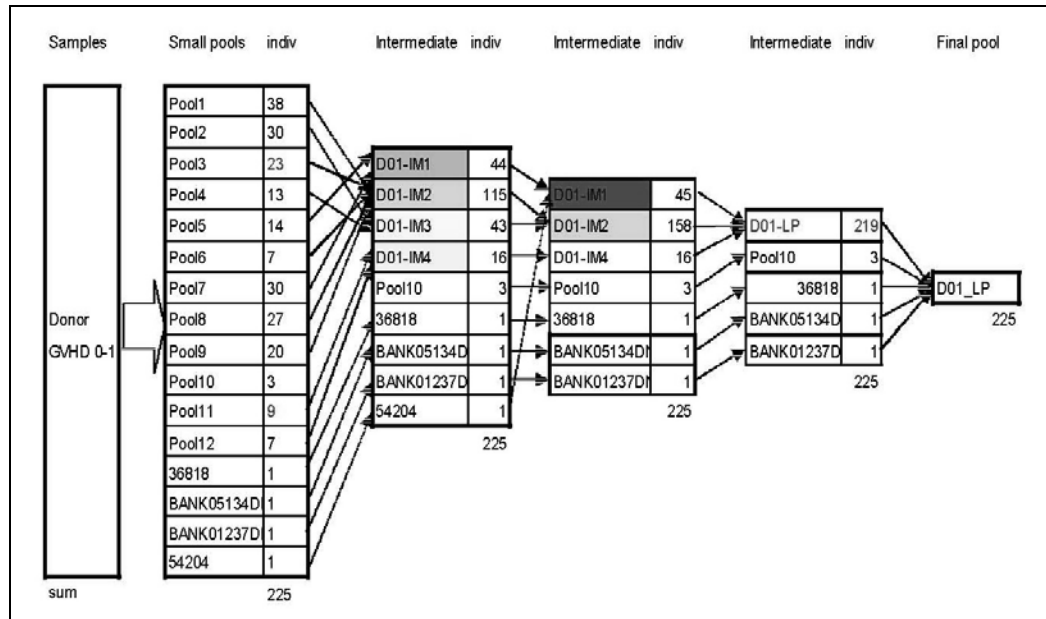 Samples Small pools indiv Intermediate indiv Imtermediate indiv Intermediate indiv Final pool
Pool1 38
Pool2 30
Pool3 23
Pool4 13
Pool5 14
Pool6 7
Pool7 30
Pool8 27
Pool9 20
Pool10 3
Pool11 9
Pool12 7
36818 1
BANK05134D 1
BANK01237D 1
54204 1
225
Donor
GVHD 0-1
sum
D01-IM1 44
D01-IM2 115
D01-IM3 43
D01-IM4 16
Pool10 3
36818 1
BANK05134D 1
BANK01237D 1
54204 1
225
D01-IM1 45
D01-IM2 158
D01-IM4 16
Pool10 3
36818 1
BANK05134D 1
BANK01237D 1
225
D01-LP 219
Pool10 3
36818 1
BANK05134D 1
BANK01237D 1
225
D01_LP
225